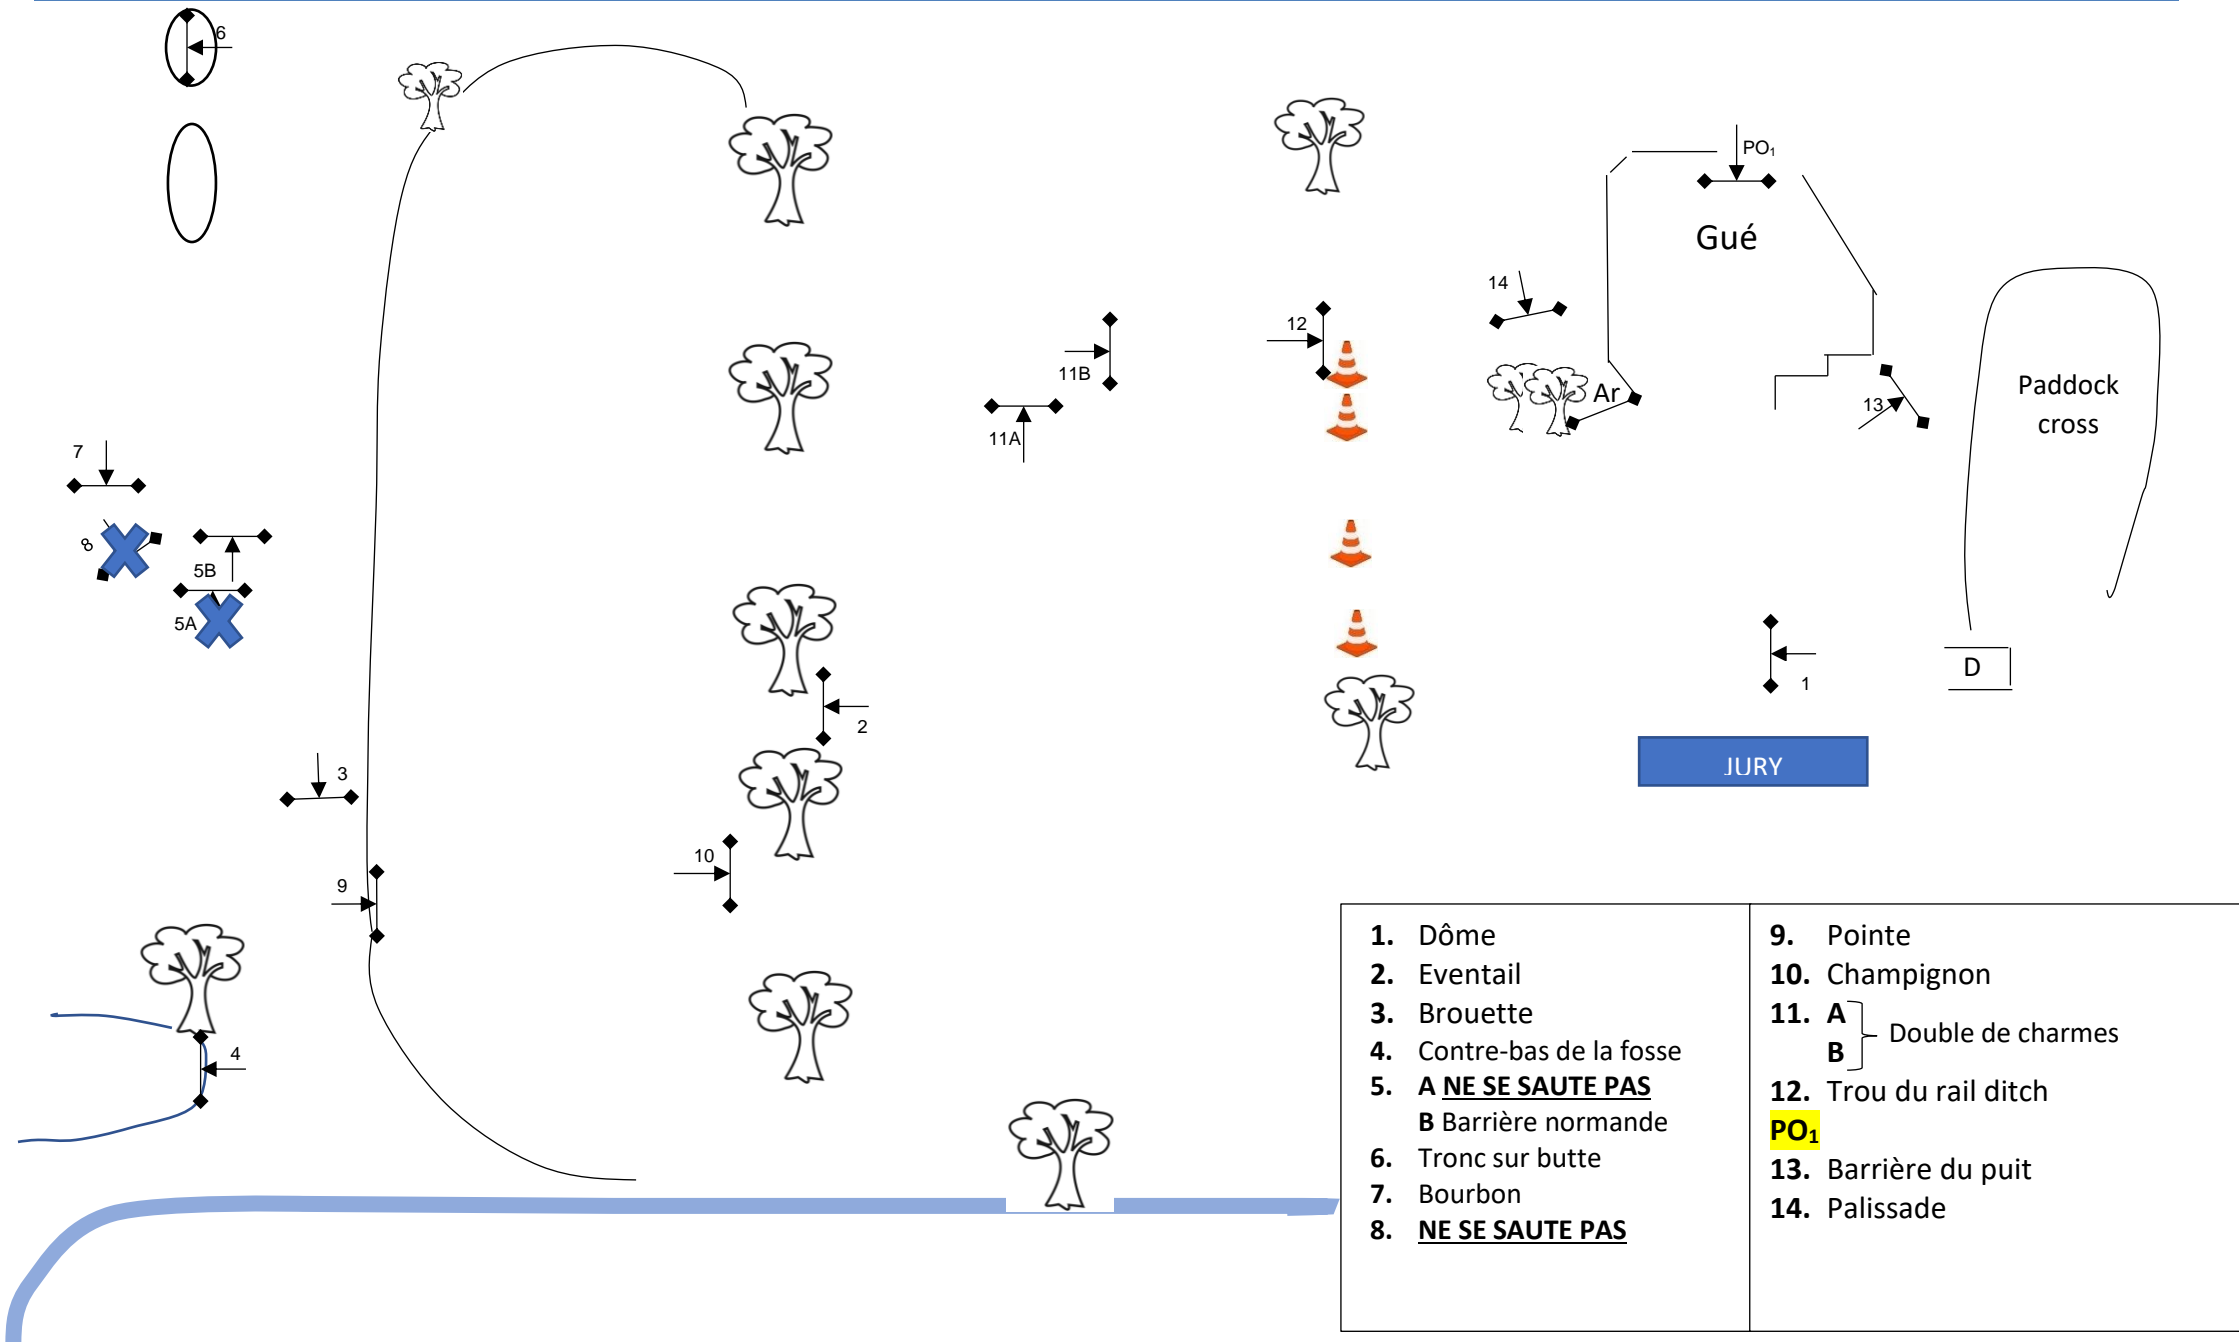 6
PO₁
Gué
14
12
11B
11A
Ar
13
Paddock
cross
7
8
5B
5A
D
1
2
JURY
3
10
9
4
1. Dôme
2. Eventail
3. Brouette
4. Contre-bas de la fosse
5. A NE SE SAUTE PAS
B Barrière normande
6. Tronc sur butte
7. Bourbon
8. NE SE SAUTE PAS
9. Pointe
10. Champignon
11. A
B
Double de charmes
12. Trou du rail ditch
PO₁
13. Barrière du puit
14. Palissade